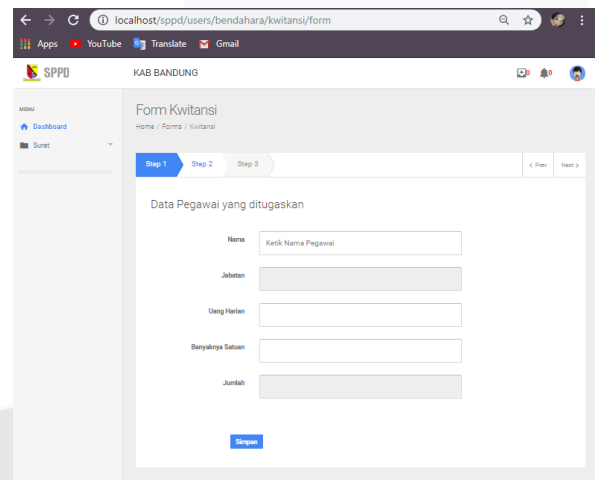 localhost/sppd/users/bendahara/kwitansi/form
Apps YouTube Translate Gmail
SPPD KAB BANDUNG 0 0
MENU
Dashboard
Surat
Form Kwitansi
Home / Forms / Kwitansi
Step 1 Step 2 Step 3 < Prev Next >
Data Pegawai yang ditugaskan
Nama Ketik Nama Pegawai
Jabatan
Uang Harian
Banyaknya Satuan
Jumlah
Simpan